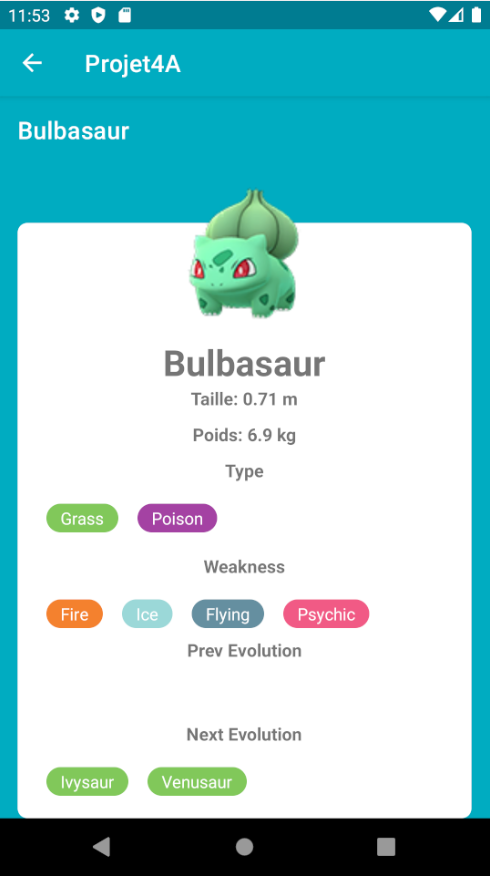 11:53
Projet4A
Bulbasaur
Bulbasaur
Taille: 0.71 m
Poids: 6.9 kg
Type
Grass Poison
Weakness
Fire Ice Flying Psychic
Prev Evolution
Next Evolution
Ivysaur Venusaur